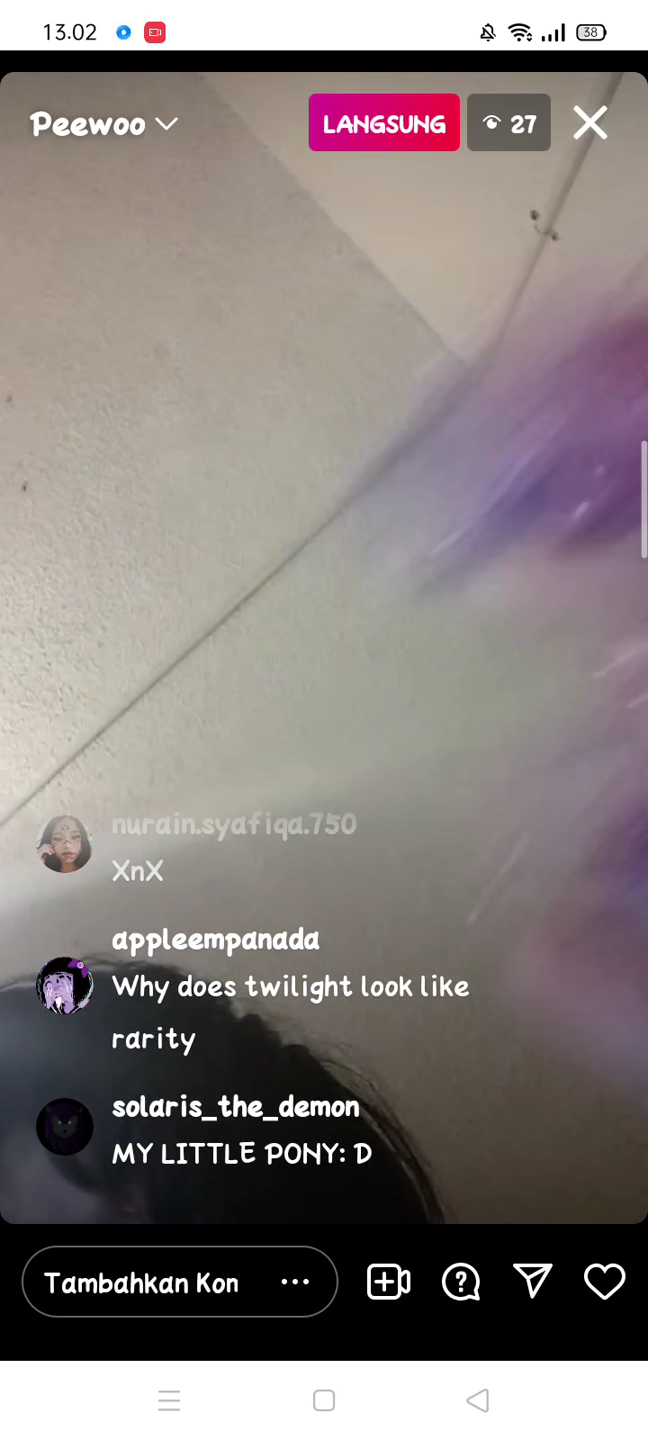 13.02
38
Peewoo
LANGSUNG
27
nurain.syafiqa.750
XnX
appleempanada
Why does twilight look like
rarity
solaris_the_demon
MY LITTLE PONY: D
Tambahkan Kon